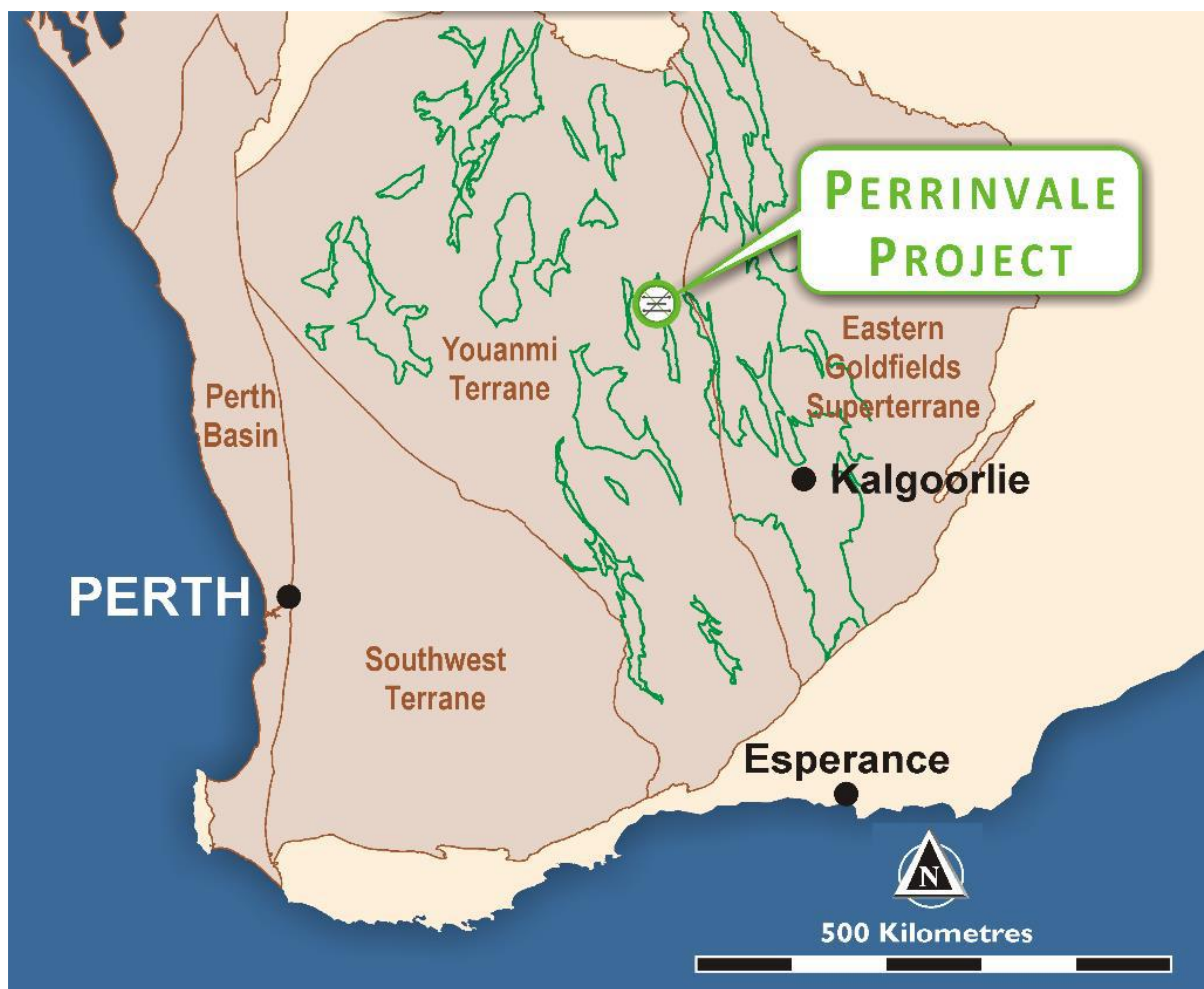 PERRINVALE
PROJECT
Eastern
Goldfields
Superterrane
Youanmi
Terrane
Perth
Basin
Kalgoorlie
PERTH
Southwest
Terrane
Esperance
N
500 Kilometres